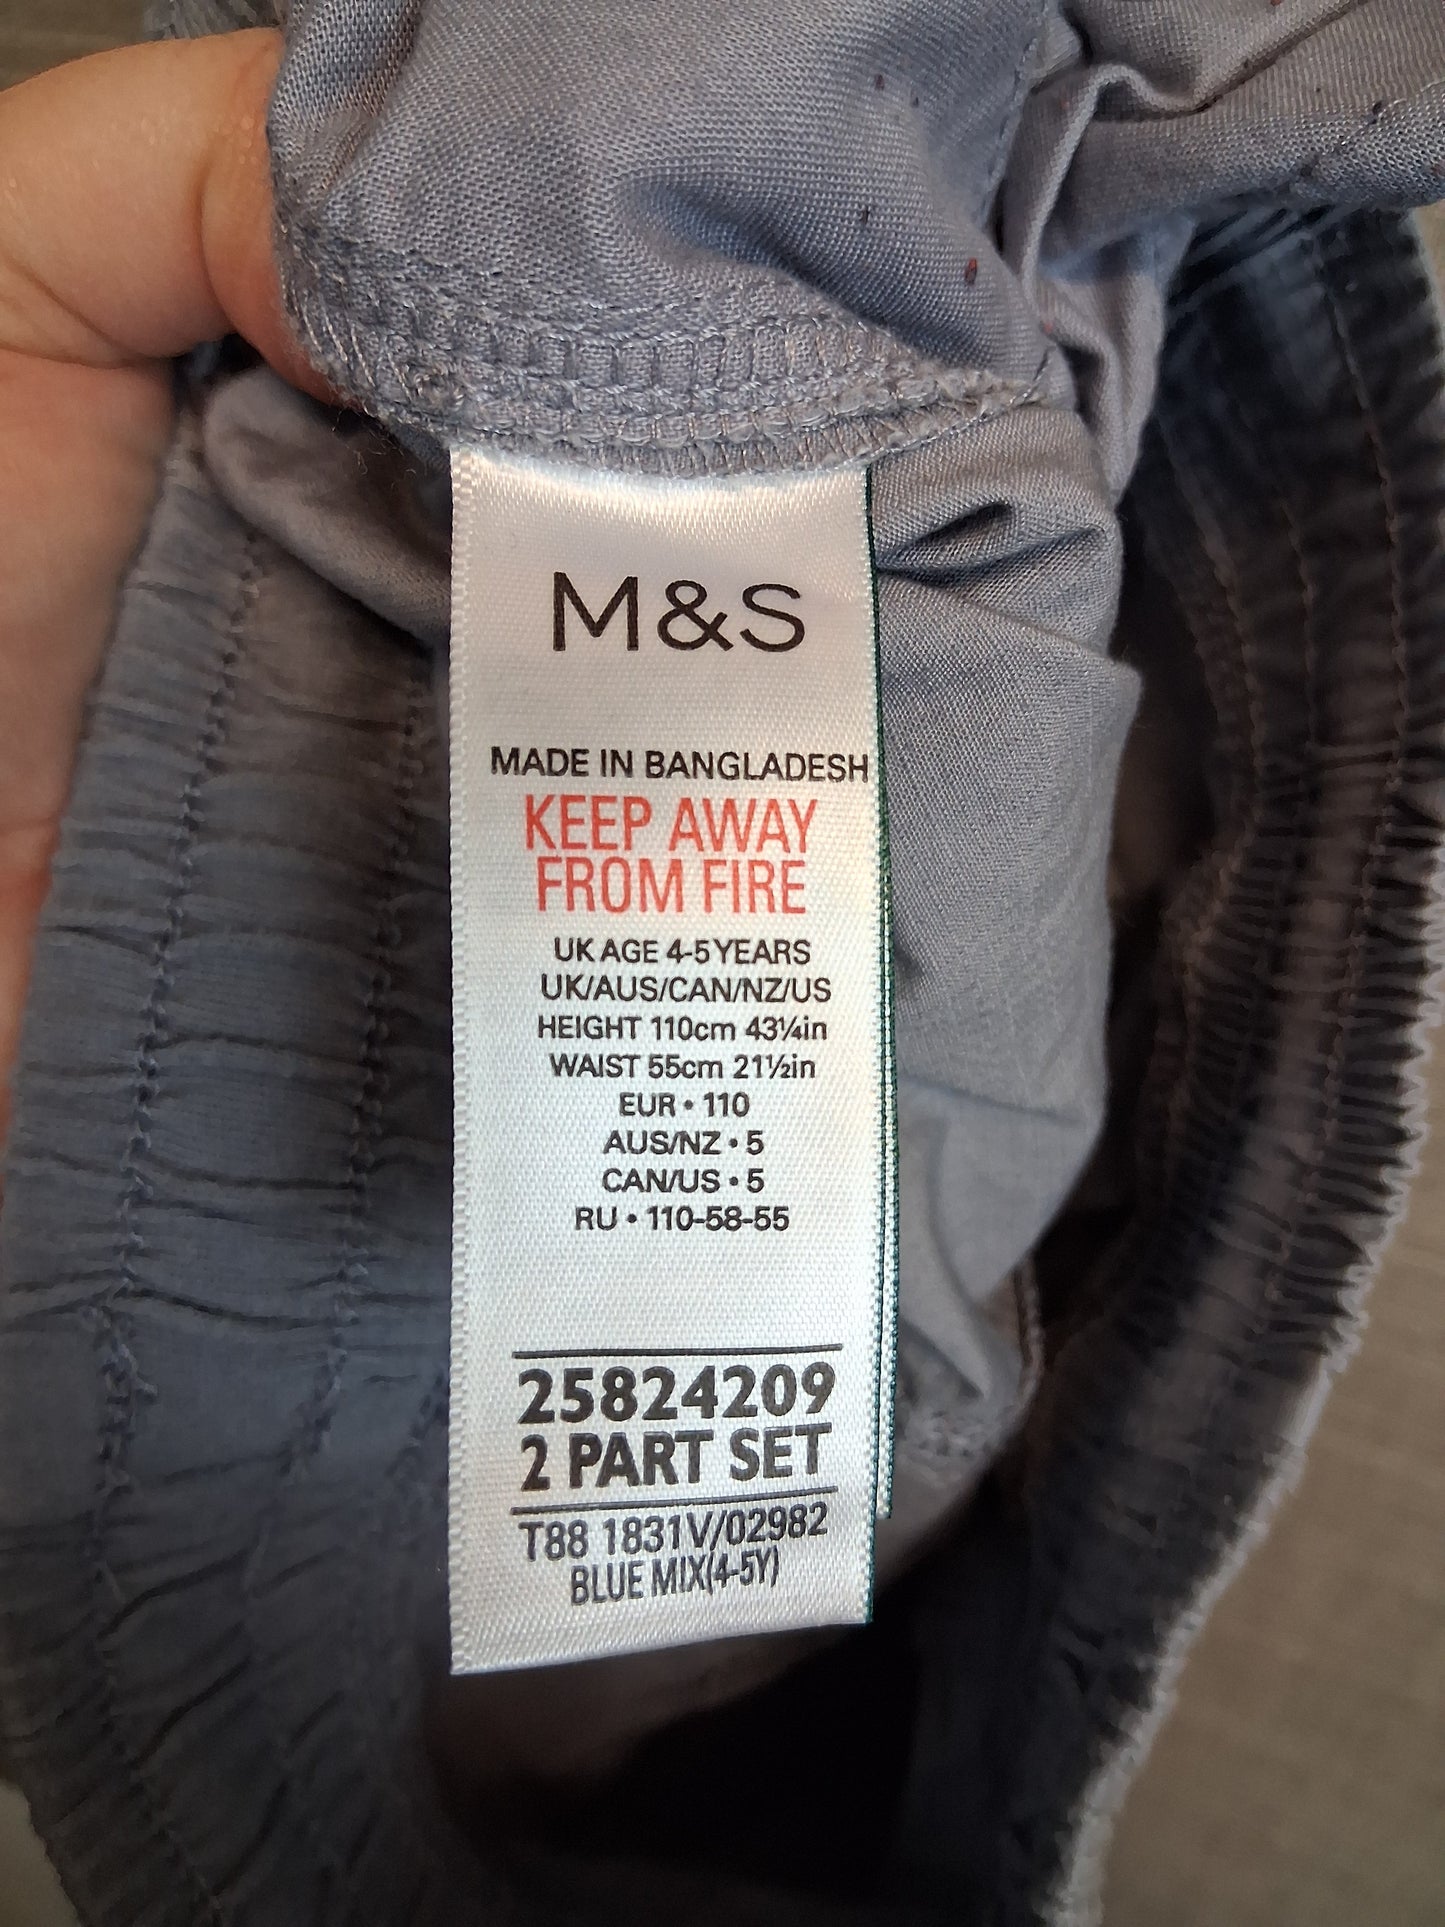 M&S
MADE IN BANGLADESH
KEEP AWAY
FROM FIRE
UK AGE 4-5 YEARS
UK/AUS/CAN/NZ/US
HEIGHT 110cm 43¼in
WAIST 55cm 21½in
EUR • 110
AUS/NZ • 5
CAN/US • 5
RU • 110-58-55
25824209
2 PART SET
T88 1831V/02982
BLUE MIX(4-5Y)